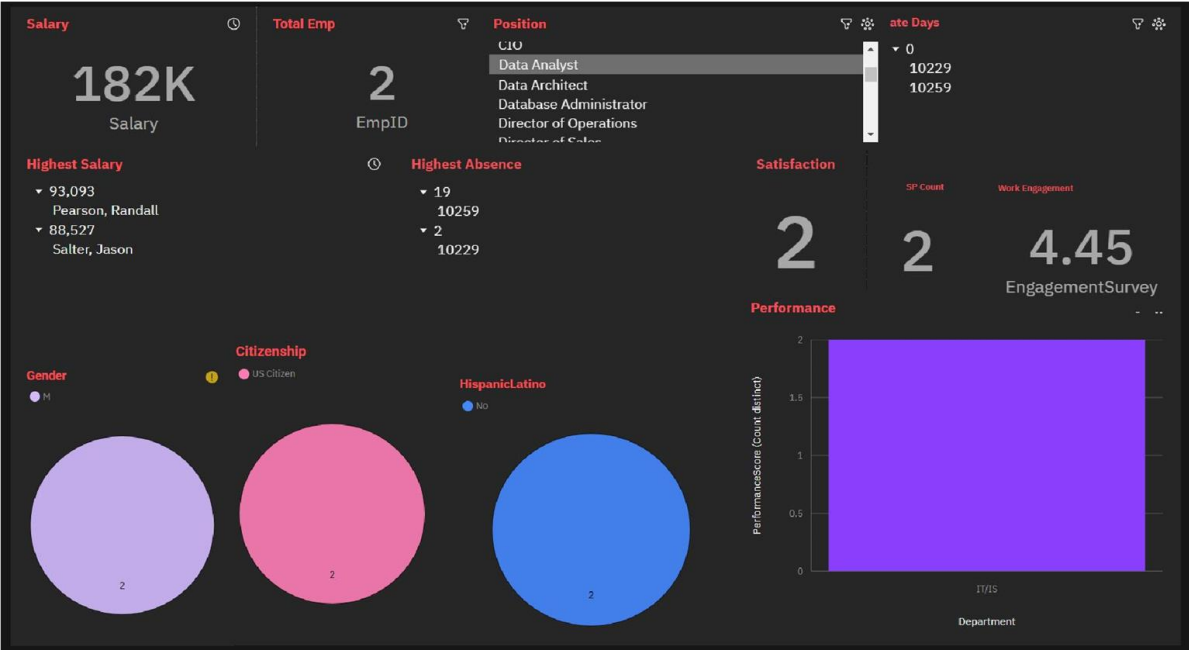 Salary
182K
Salary
Total Emp
2
EmpID
Position
CIO
Data Analyst
Data Architect
Database Administrator
Director of Operations
Director of Sales
ate Days
0
10229
10259
Highest Salary
93,093
Pearson, Randall
88,527
Salter, Jason
Highest Absence
19
10259
2
10229
Satisfaction
2
SP Count
2
Work Engagement
4.45
EngagementSurvey
Gender
M
2
Citizenship
US Citizen
2
HispanicLatino
No
2
Performance
PerformanceScore (Count distinct)
2
1.5
1
0.5
0
IT/IS
Department